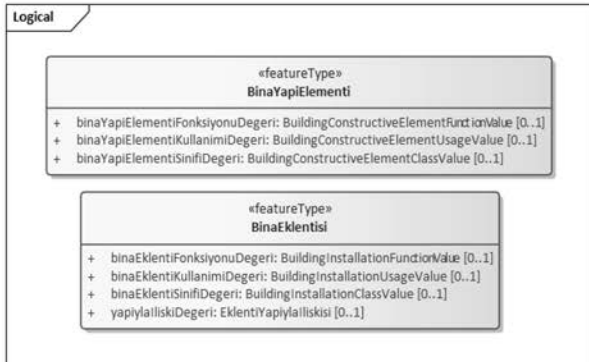 Logical
«featureType»
BinaYapiElementi
+ binaYapiElementiFonksiyonuDegeri: BuildingConstructiveElementFunctionValue [0..1]
+ binaYapiElementiKullanimiDegeri: BuildingConstructiveElementUsageValue [0..1]
+ binaYapiElementiSinifiDegeri: BuildingConstructiveElementClassValue [0..1]
«featureType»
BinaEklentisi
+ binaEklentiFonksiyonuDegeri: BuildingInstallationFunctionValue [0..1]
+ binaEklentiKullanimiDegeri: BuildingInstallationUsageValue [0..1]
+ binaEklentiSinifiDegeri: BuildingInstallationClassValue [0..1]
+ yapiylaIliskiDegeri: EklentiYapiylaIliskisi [0..1]